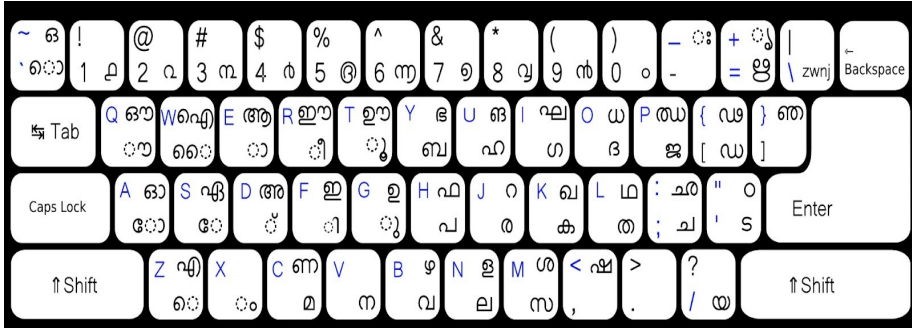 ~ ഒ ! @ # $ % ^ & * ( ) _ ഃ + ൃ | ←
` ൊ 1 ൧ 2 ൨ 3 ൩ 4 ൪ 5 ൫ 6 ൬ 7 ൭ 8 ൮ 9 ൯ 0 ൦ - = ഋ \ zwnj Backspace
↹ Tab Q ഔ W ഐ E ആ R ഈ T ഊ Y ഭ U ങ I ഘ O ധ P ഝ { ഢ } ഞ
ൗ ൈ ാ ീ ൂ ബ ഹ ഗ ദ ജ [ ഡ ]
Caps Lock A ഓ S ഏ D അ F ഇ G ഉ H ഫ J റ K ഖ L ഥ : ഛ " ഠ Enter
ോ േ ് ി ു പ ര ക ത ; ച ' ട
⇑ Shift Z എ X C ണ V B ഴ N ള M ശ < ഷ > ? ⇑ Shift
െ ം മ ന വ ല സ , . / യ